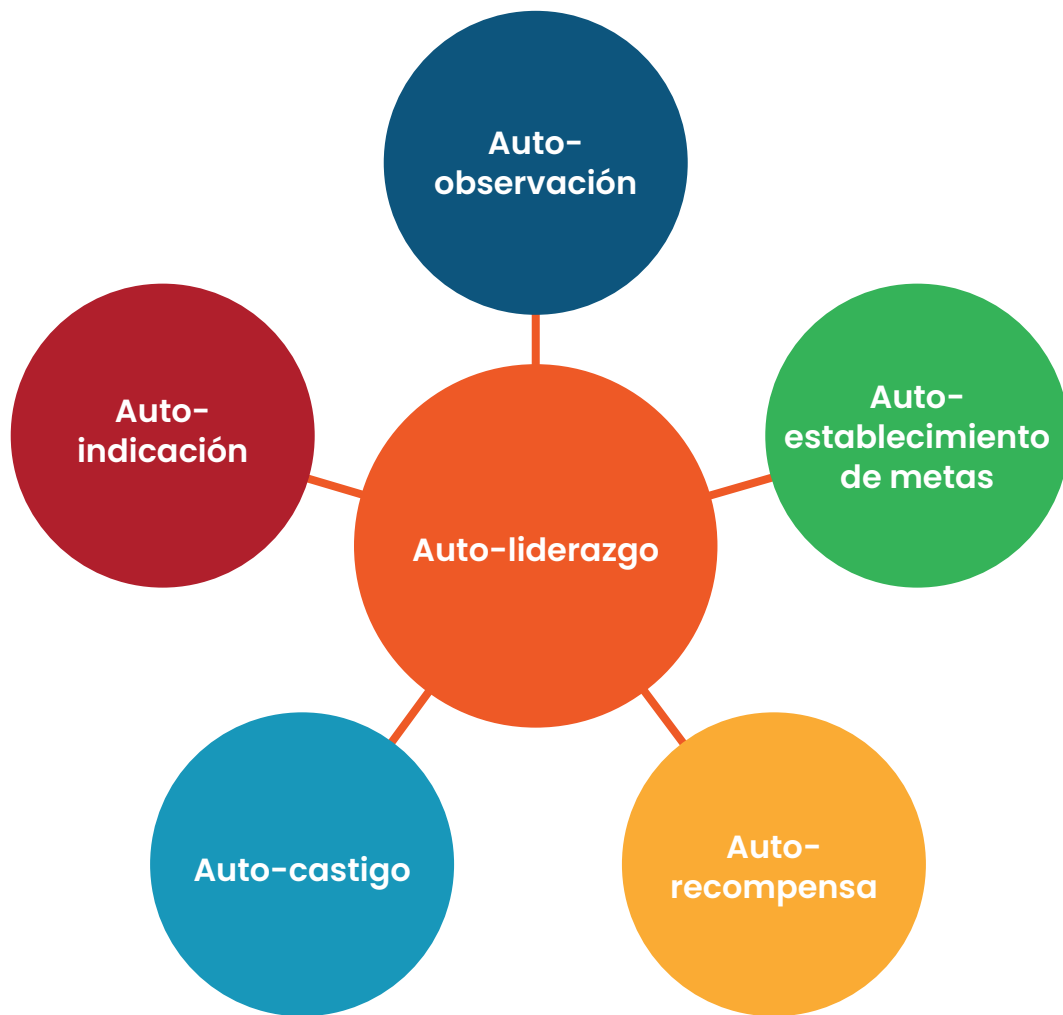 Auto-
observación
Auto-
establecimiento
de metas
Auto-
indicación
Auto-liderazgo
Auto-castigo
Auto-
recompensa